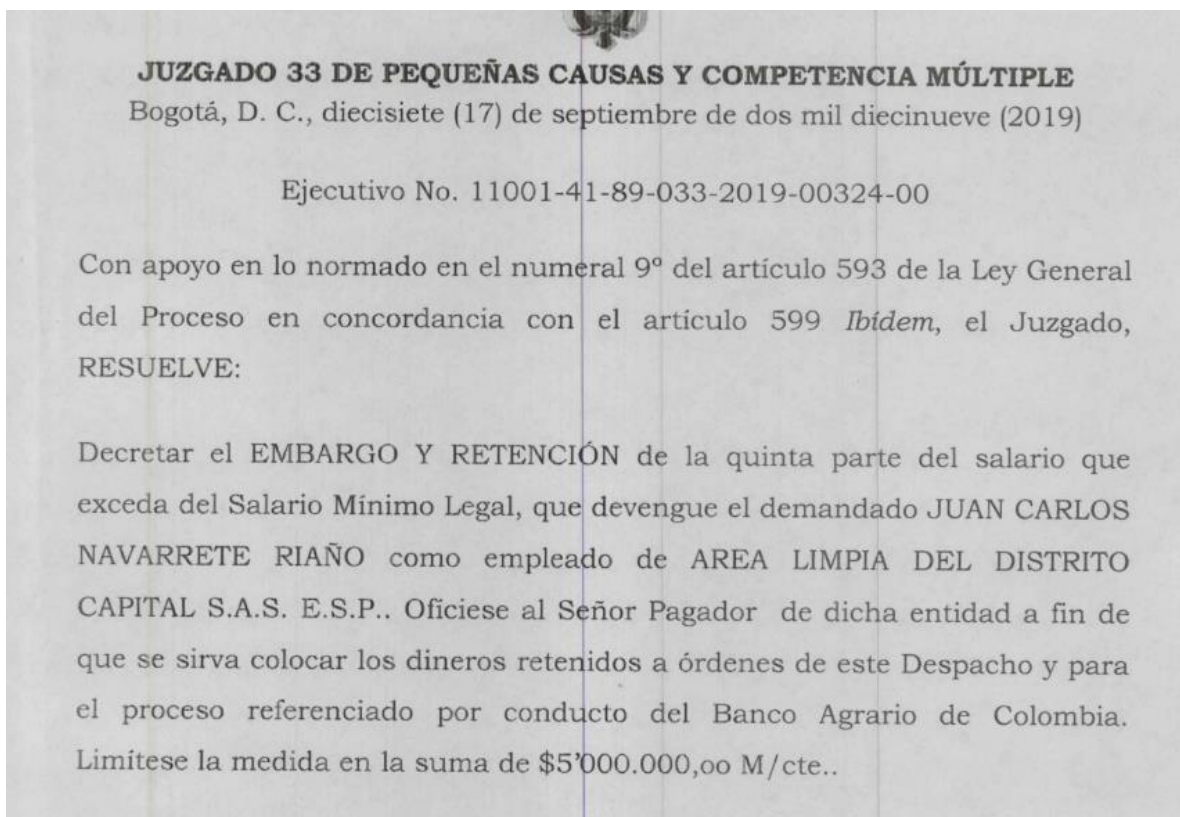 JUZGADO 33 DE PEQUEÑAS CAUSAS Y COMPETENCIA MÚLTIPLE
Bogotá, D. C., diecisiete (17) de septiembre de dos mil diecinueve (2019)
Ejecutivo No. 11001-41-89-033-2019-00324-00
Con apoyo en lo normado en el numeral 9º del artículo 593 de la Ley General
del Proceso en concordancia con el artículo 599 Ibídem, el Juzgado,
RESUELVE:
Decretar el EMBARGO Y RETENCIÓN de la quinta parte del salario que
exceda del Salario Mínimo Legal, que devengue el demandado JUAN CARLOS
NAVARRETE RIAÑO como empleado de AREA LIMPIA DEL DISTRITO
CAPITAL S.A.S. E.S.P.. Ofíciese al Señor Pagador de dicha entidad a fin de
que se sirva colocar los dineros retenidos a órdenes de este Despacho y para
el proceso referenciado por conducto del Banco Agrario de Colombia.
Limítese la medida en la suma de $5'000.000,oo M/cte..